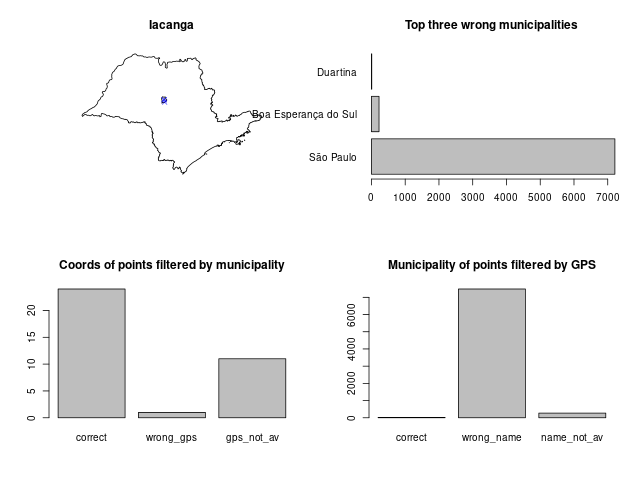 Iacanga
Top three wrong municipalities
Duartina
Boa Esperança do Sul
São Paulo
0 1000 2000 3000 4000 5000 6000 7000
Coords of points filtered by municipality
20
15
10
5
0
correct wrong_gps gps_not_av
Municipality of points filtered by GPS
6000
4000
2000
0
correct wrong_name name_not_av